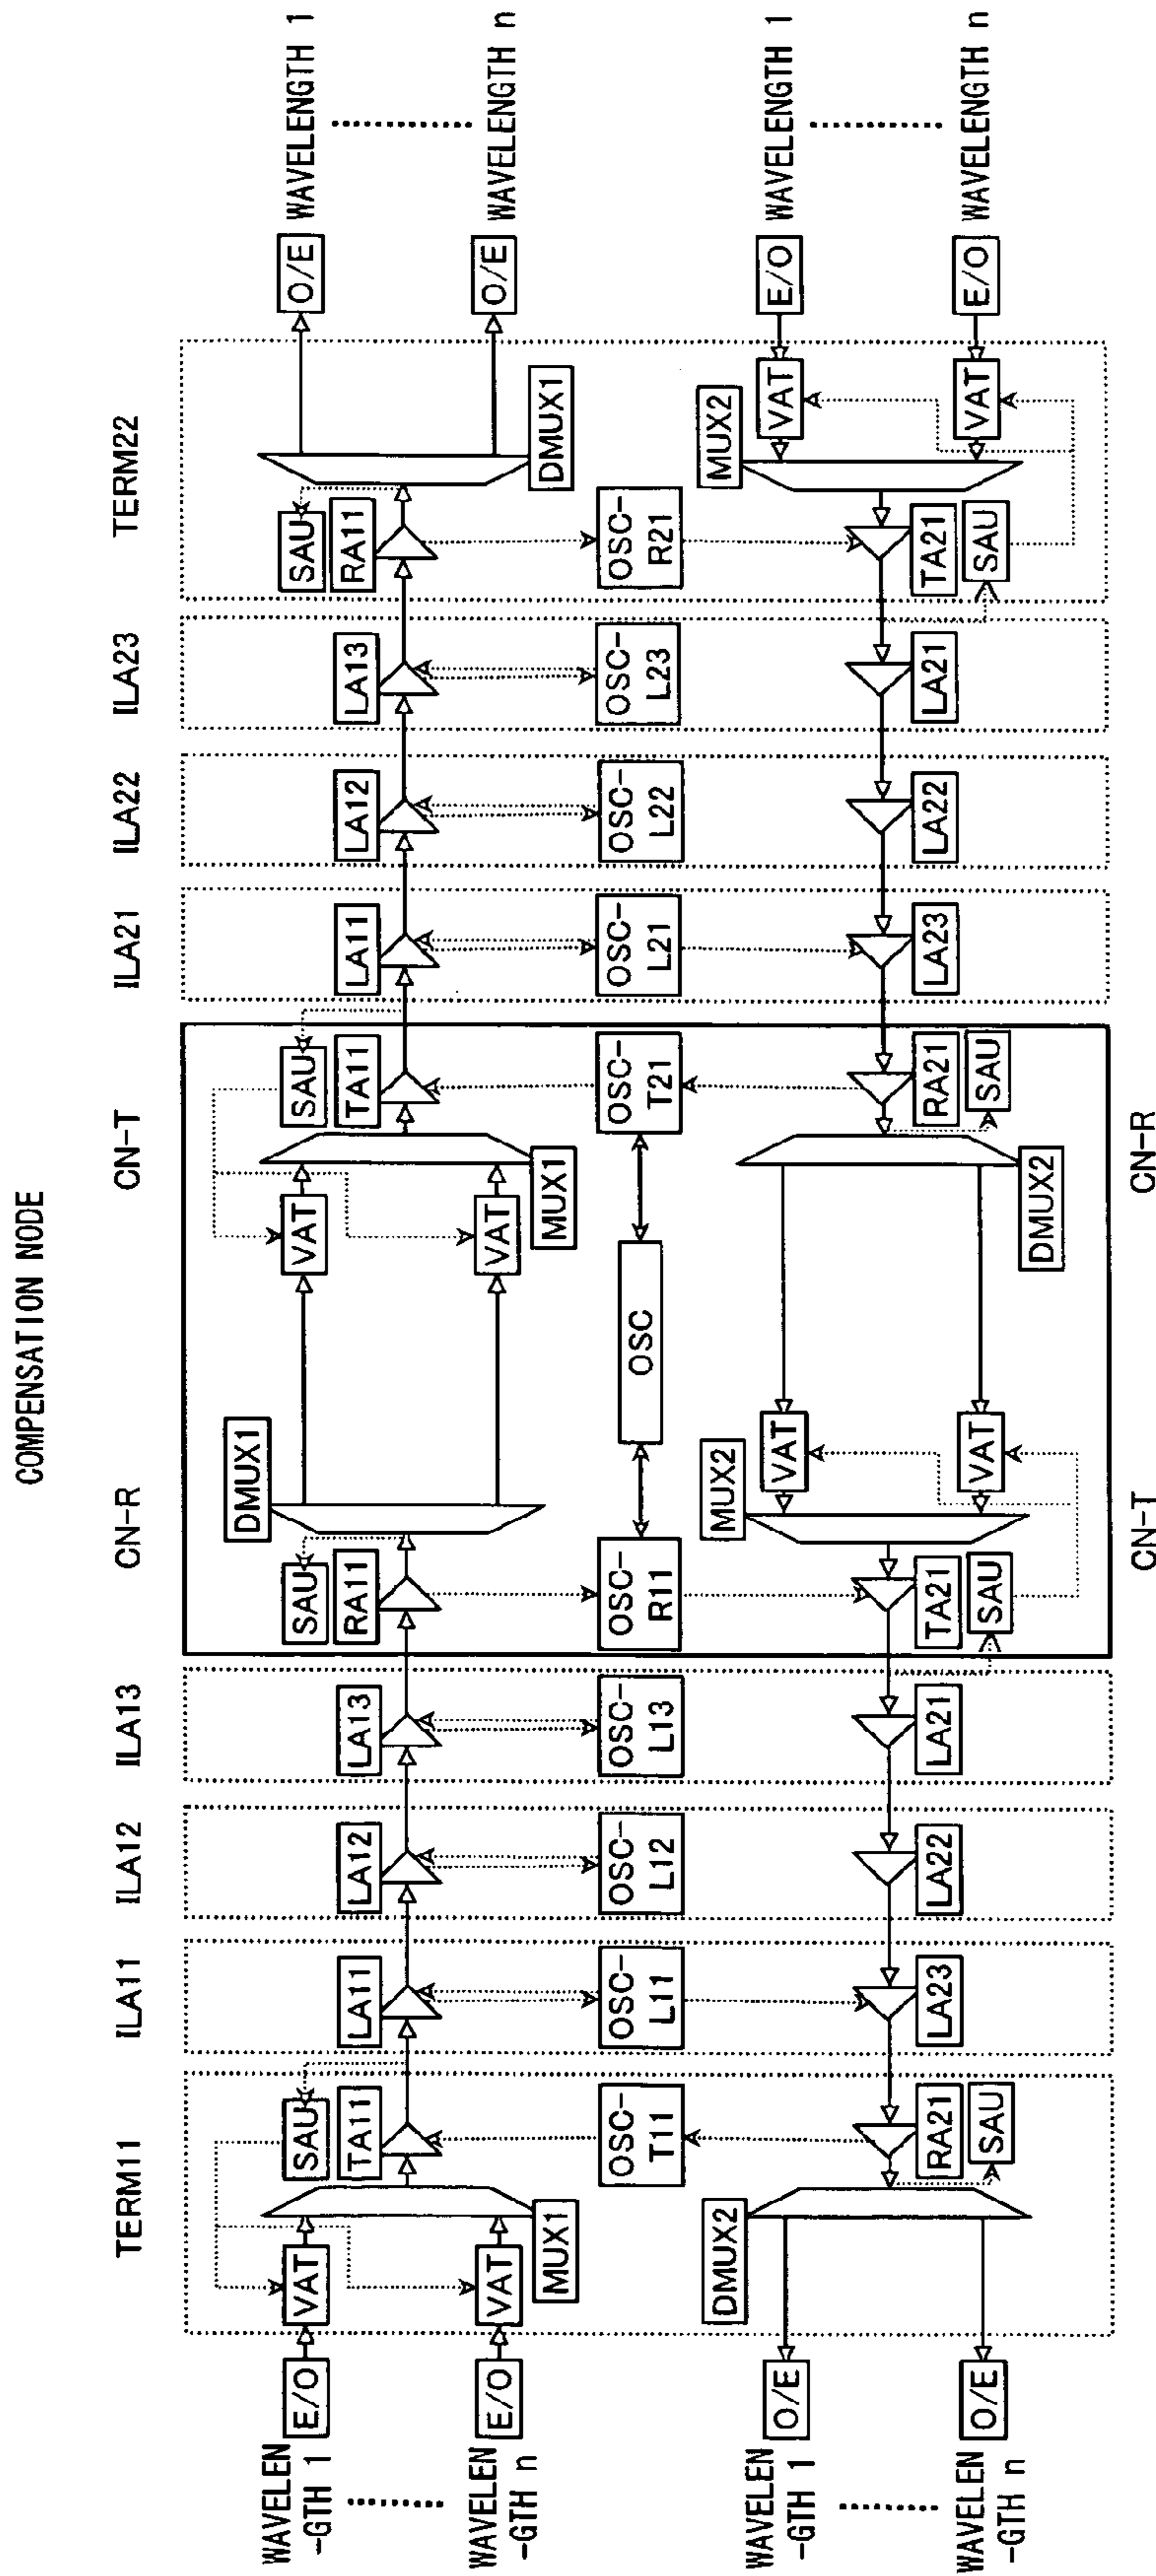 COMPENSATION NODE
TERM11
ILA11
ILA12
ILA13
CN-R
CN-T
ILA21
ILA22
ILA23
TERM22
WAVELEN
-GTH 1
E/O
VAT
SAU
TA11
LA11
LA12
LA13
SAU
RA11
DMUX1
VAT
SAU
TA11
LA11
LA12
LA13
SAU
RA11
O/E
WAVELENGTH 1
WAVELEN
-GTH n
E/O
VAT
MUX1
VAT
MUX1
DMUX1
O/E
WAVELENGTH n
OSC-
T11
OSC-
L11
OSC-
L12
OSC-
L13
OSC-
R11
OSC
OSC-
T21
OSC-
L21
OSC-
L22
OSC-
L23
OSC-
R21
WAVELEN
-GTH 1
O/E
DMUX2
MUX2
VAT
MUX2
VAT
E/O
WAVELENGTH 1
RA21
LA23
LA22
LA21
TA21
RA21
LA23
LA22
LA21
TA21
WAVELEN
-GTH n
O/E
SAU
SAU
VAT
DMUX2
SAU
SAU
VAT
E/O
WAVELENGTH n
CN-T
CN-R